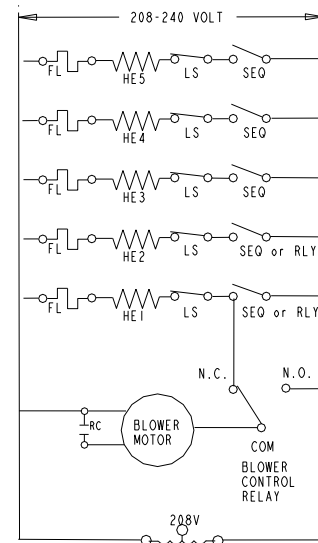 208-240 VOLT
FL HE5 LS SEQ
FL HE4 LS SEQ
FL HE3 LS SEQ
FL HE2 LS SEQ or RLY
FL HE1 LS SEQ or RLY
N.C. N.O.
RC
BLOWER
MOTOR
COM
BLOWER
CONTROL
RELAY
208V